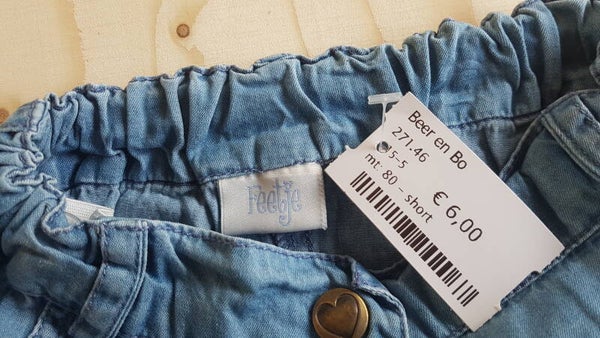 Feetje
Beer en Bo
271.46
15-5
mt: 80 – short
€ 6,00